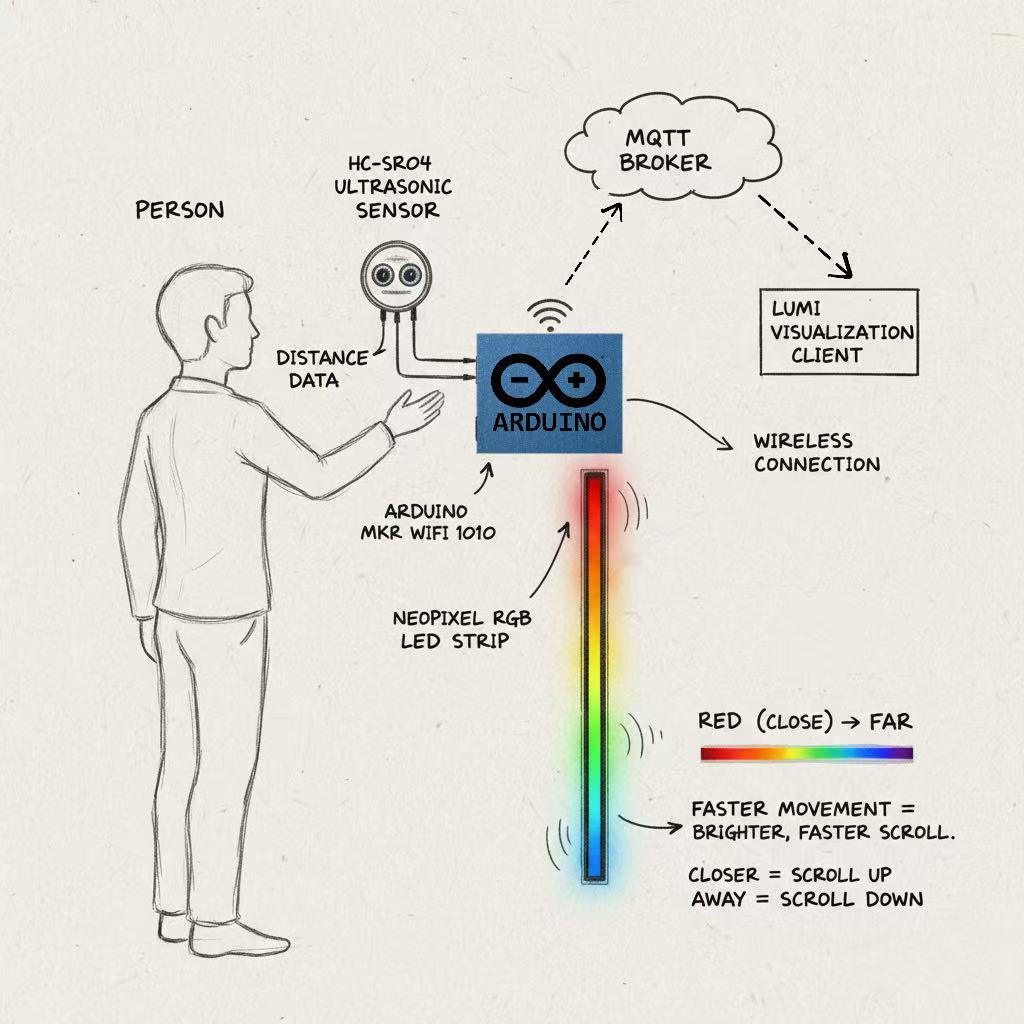 MQTT
BROKER
HC-SR04
ULTRASONIC
SENSOR
PERSON
LUMI
VISUALIZATION
CLIENT
DISTANCE
DATA
ARDUINO
WIRELESS
CONNECTION
ARDUINO
MKR WIFI 1010
NEOPIXEL RGB
LED STRIP
RED (CLOSE) → FAR
FASTER MOVEMENT =
BRIGHTER, FASTER SCROLL.
CLOSER = SCROLL UP
AWAY = SCROLL DOWN